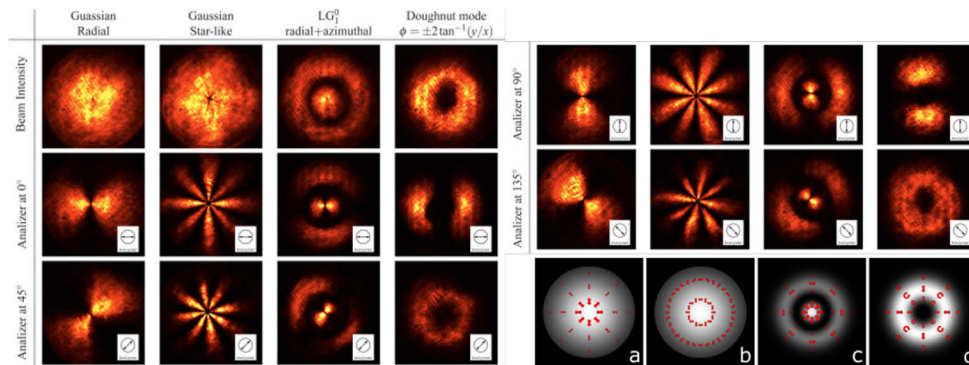 Guassian
Radial
Gaussian
Star-like
LG₁⁰
radial+azimuthal
Doughnut mode
ϕ = ±2 tan⁻¹(y/x)
Beam Intensity
Analizer at 0°
Analizer at 45°
Analizer at 90°
Analizer at 135°
a
b
c
d